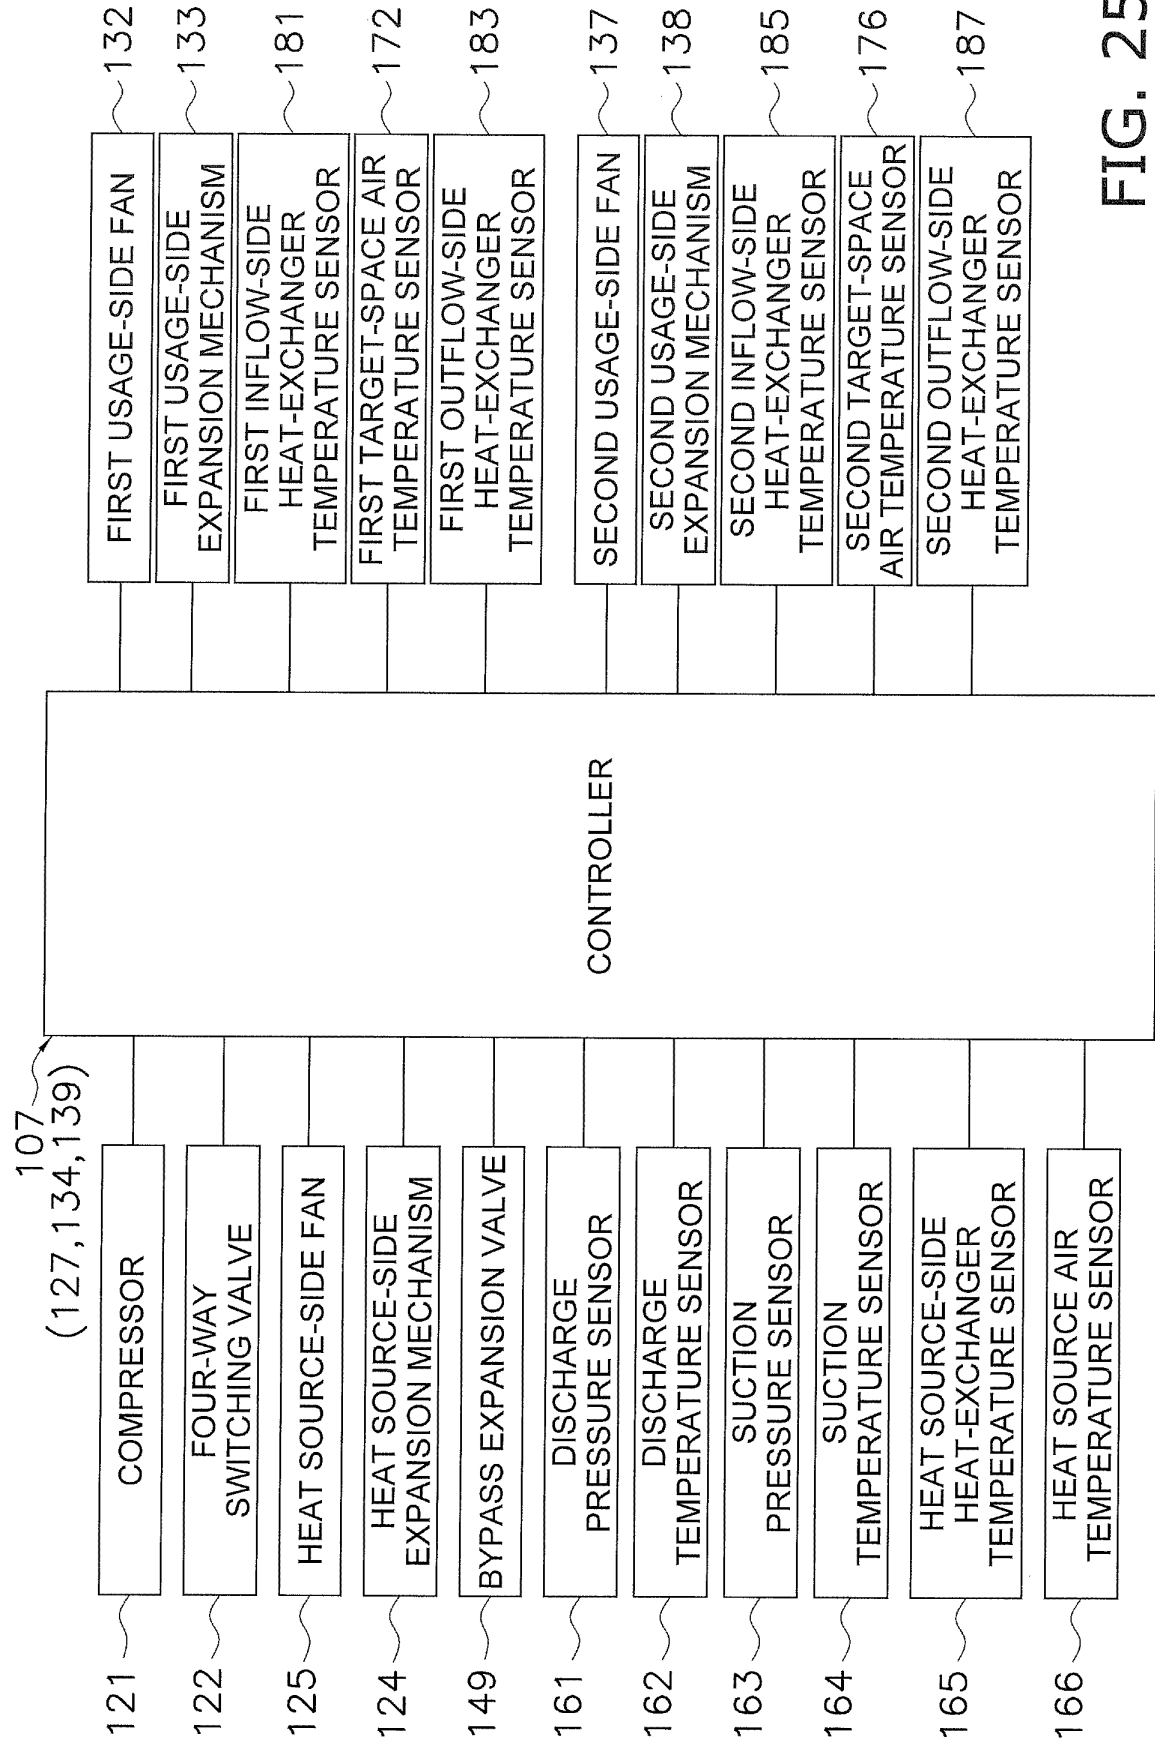 107
(127,134,139)
CONTROLLER
121
COMPRESSOR
122
FOUR-WAY
SWITCHING VALVE
125
HEAT SOURCE-SIDE FAN
124
HEAT SOURCE-SIDE
EXPANSION MECHANISM
149
BYPASS EXPANSION VALVE
161
DISCHARGE
PRESSURE SENSOR
162
DISCHARGE
TEMPERATURE SENSOR
163
SUCTION
PRESSURE SENSOR
164
SUCTION
TEMPERATURE SENSOR
165
HEAT SOURCE-SIDE
HEAT-EXCHANGER
TEMPERATURE SENSOR
166
HEAT SOURCE AIR
TEMPERATURE SENSOR
FIRST USAGE-SIDE FAN
132
FIRST USAGE-SIDE
EXPANSION MECHANISM
133
FIRST INFLOW-SIDE
HEAT-EXCHANGER
TEMPERATURE SENSOR
181
FIRST TARGET-SPACE AIR
TEMPERATURE SENSOR
172
FIRST OUTFLOW-SIDE
HEAT-EXCHANGER
TEMPERATURE SENSOR
183
SECOND USAGE-SIDE FAN
137
SECOND USAGE-SIDE
EXPANSION MECHANISM
138
SECOND INFLOW-SIDE
HEAT-EXCHANGER
TEMPERATURE SENSOR
185
SECOND TARGET-SPACE
AIR TEMPERATURE SENSOR
176
SECOND OUTFLOW-SIDE
HEAT-EXCHANGER
TEMPERATURE SENSOR
187
FIG. 25